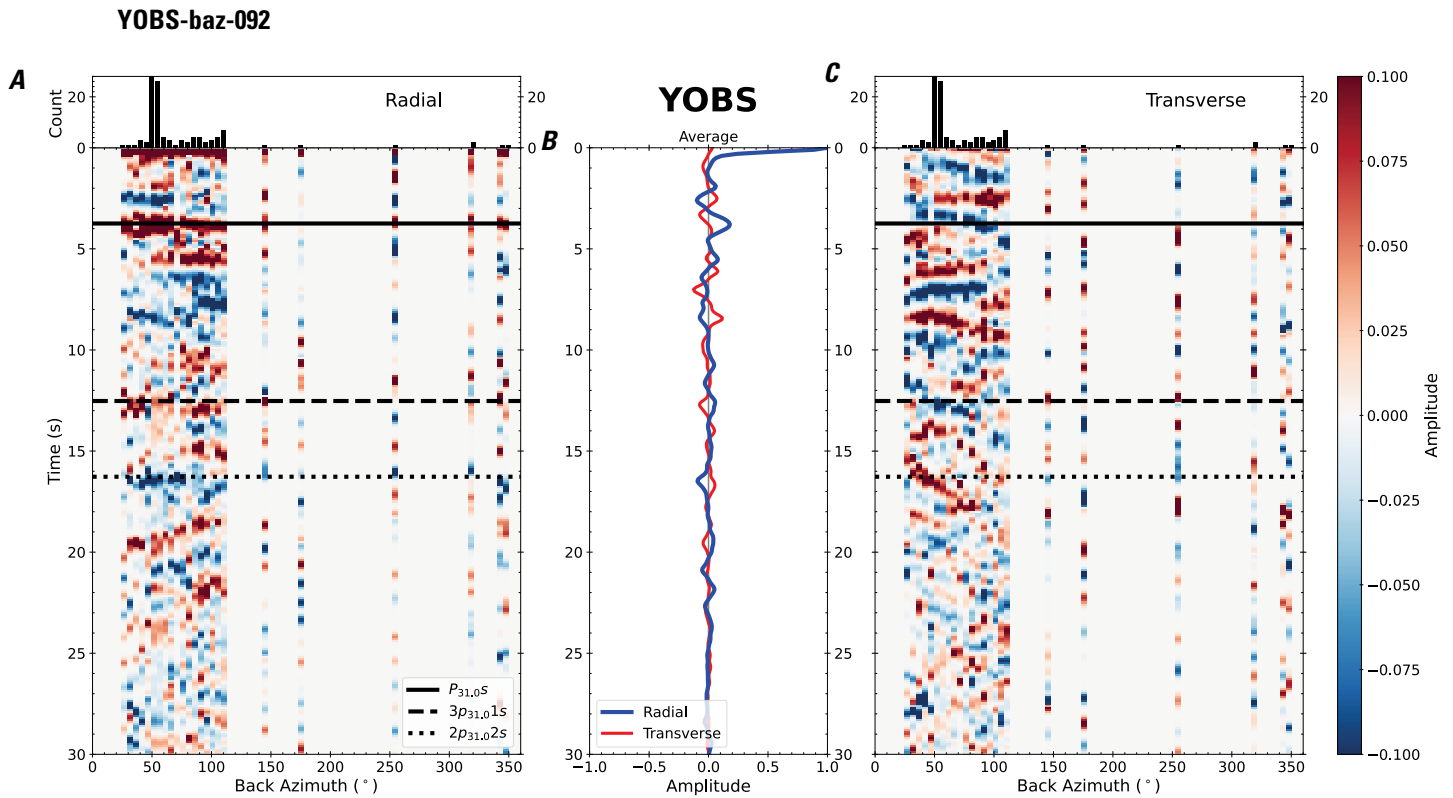 YOBS-baz-092
A
Count
20
0
Radial
20
0
B
YOBS
Average
C
20
0
Transverse
20
0
0.100
0.075
0.050
0.025
0.000
−0.025
−0.050
−0.075
−0.100
Amplitude
Time (s)
0
5
10
15
20
25
30
P31.0s
3p31.01s
2p31.02s
0 50 100 150 200 250 300 350
Back Azimuth (°)
0
5
10
15
20
25
30
Radial
Transverse
−1.0 −0.5 0.0 0.5 1.0
Amplitude
0
5
10
15
20
25
30
0 50 100 150 200 250 300 350
Back Azimuth (°)